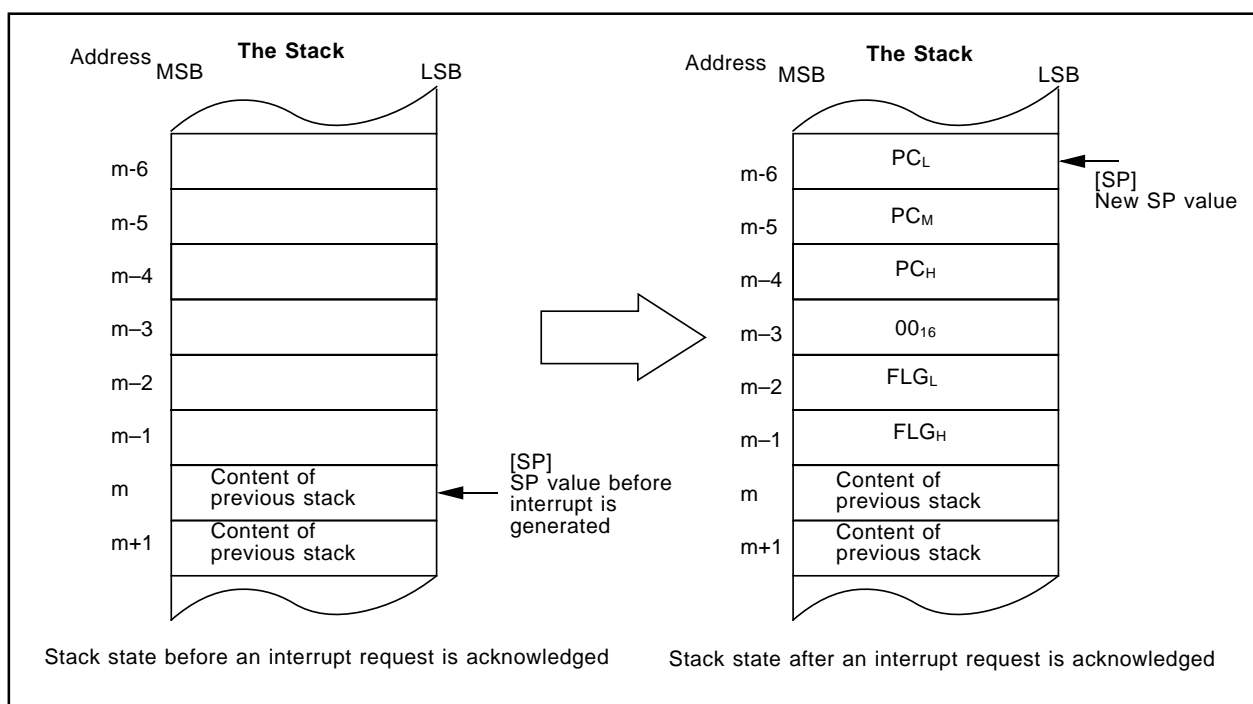 Address
MSB
The Stack
LSB
m-6
m-5
m–4
m–3
m–2
m–1
m
Content of
previous stack
m+1
Content of
previous stack
[SP]
SP value before
interrupt is
generated
Stack state before an interrupt request is acknowledged
Address
MSB
The Stack
LSB
m-6
PCL
m-5
PCM
m–4
PCH
m–3
0016
m–2
FLGL
m–1
FLGH
m
Content of
previous stack
m+1
Content of
previous stack
[SP]
New SP value
Stack state after an interrupt request is acknowledged